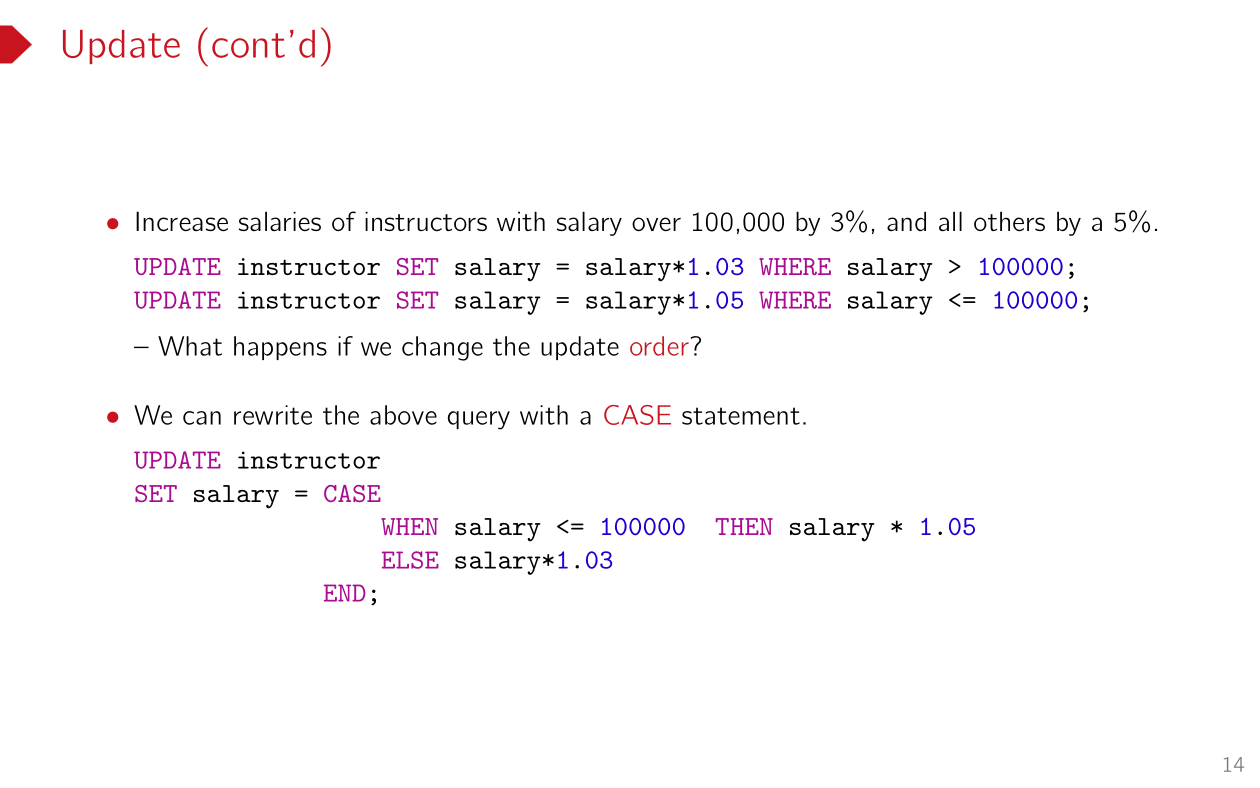 Update (cont'd)
• Increase salaries of instructors with salary over 100,000 by 3%, and all others by a 5%.
UPDATE instructor SET salary = salary*1.03 WHERE salary > 100000;
UPDATE instructor SET salary = salary*1.05 WHERE salary <= 100000;
– What happens if we change the update order?
• We can rewrite the above query with a CASE statement.
UPDATE instructor
SET salary = CASE
WHEN salary <= 100000 THEN salary * 1.05
ELSE salary*1.03
END;
14